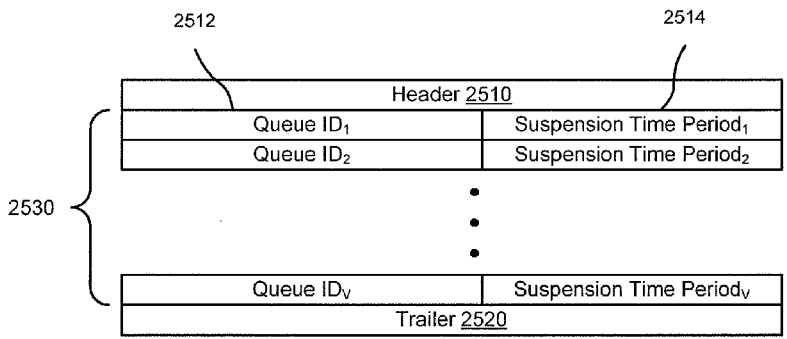 2512
2514
Header 2510
Queue ID₁ Suspension Time Period₁
Queue ID₂ Suspension Time Period₂
2530
Queue IDᵥ Suspension Time Periodᵥ
Trailer 2520